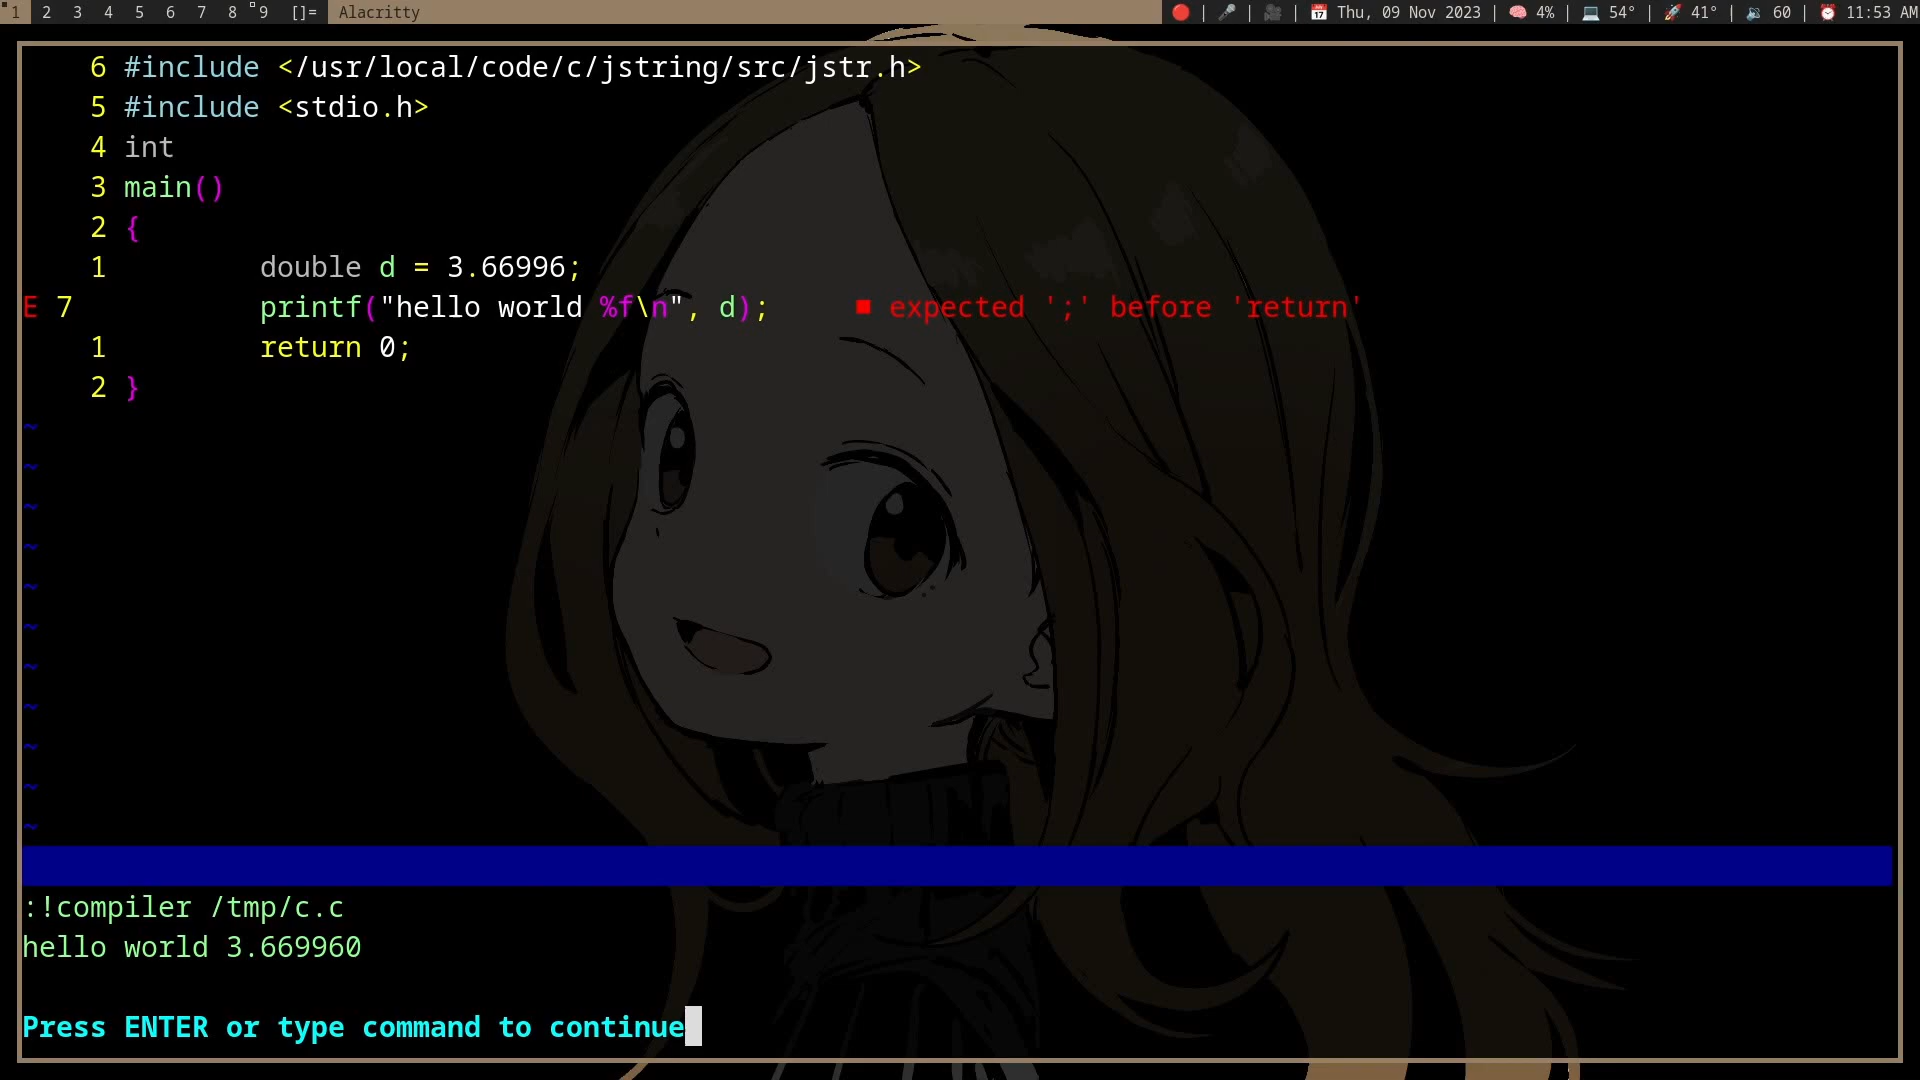 1 2 3 4 5 6 7 8 9 []= Alacritty | | | Thu, 09 Nov 2023 | 4% | 54° | 41° | 60 | 11:53 AM
6 #include </usr/local/code/c/jstring/src/jstr.h>
5 #include <stdio.h>
4 int
3 main()
2 {
1 double d = 3.66996;
E 7 printf("hello world %f\n", d); ■ expected ';' before 'return'
1 return 0;
2 }
~
~
~
~
~
~
~
~
~
~
~
:!compiler /tmp/c.c
hello world 3.669960
Press ENTER or type command to continue